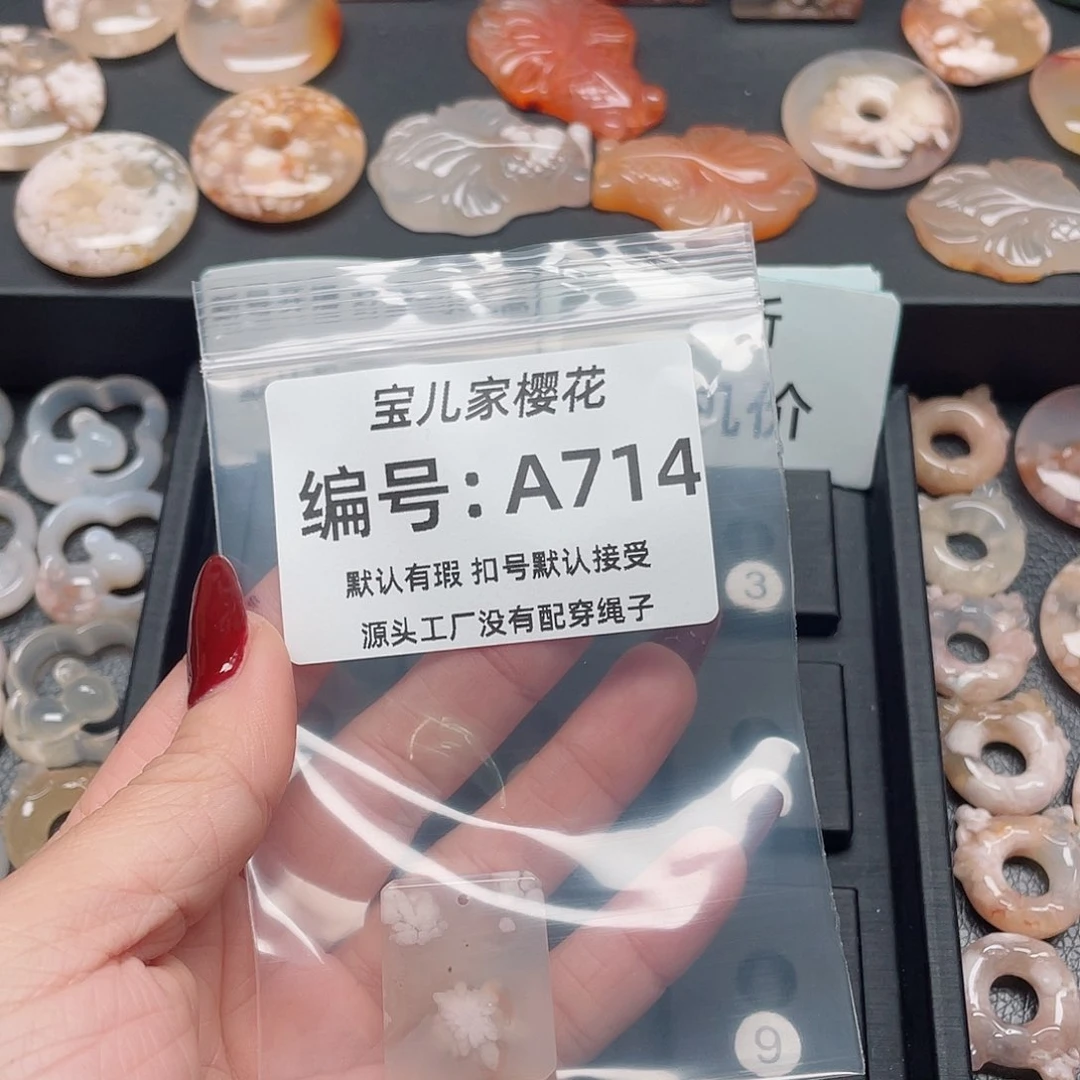 宝儿家樱花
编号：A714
默认有瑕 扣号默认接受
源头工厂没有配穿绳子
价
3
9